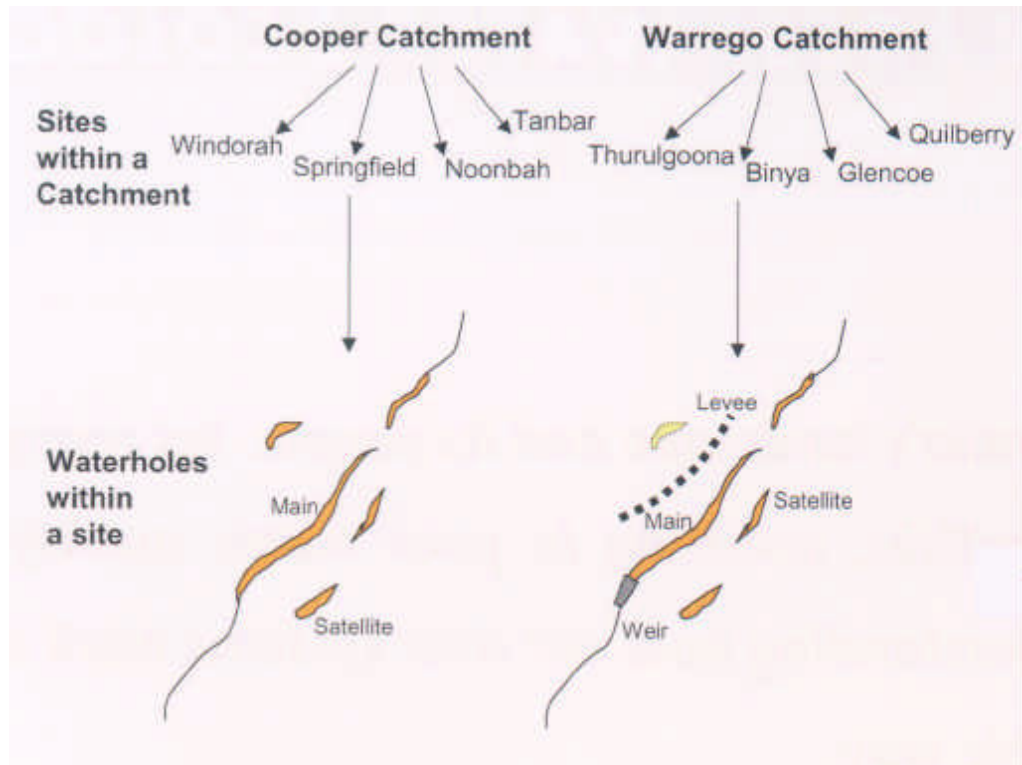 Cooper Catchment
Warrego Catchment
Sites
within a
Catchment
Windorah
Springfield
Noonbah
Tanbar
Thurulgoona
Binya
Glencoe
Quilberry
Waterholes
within
a site
Main
Satellite
Levee
Main
Satellite
Weir